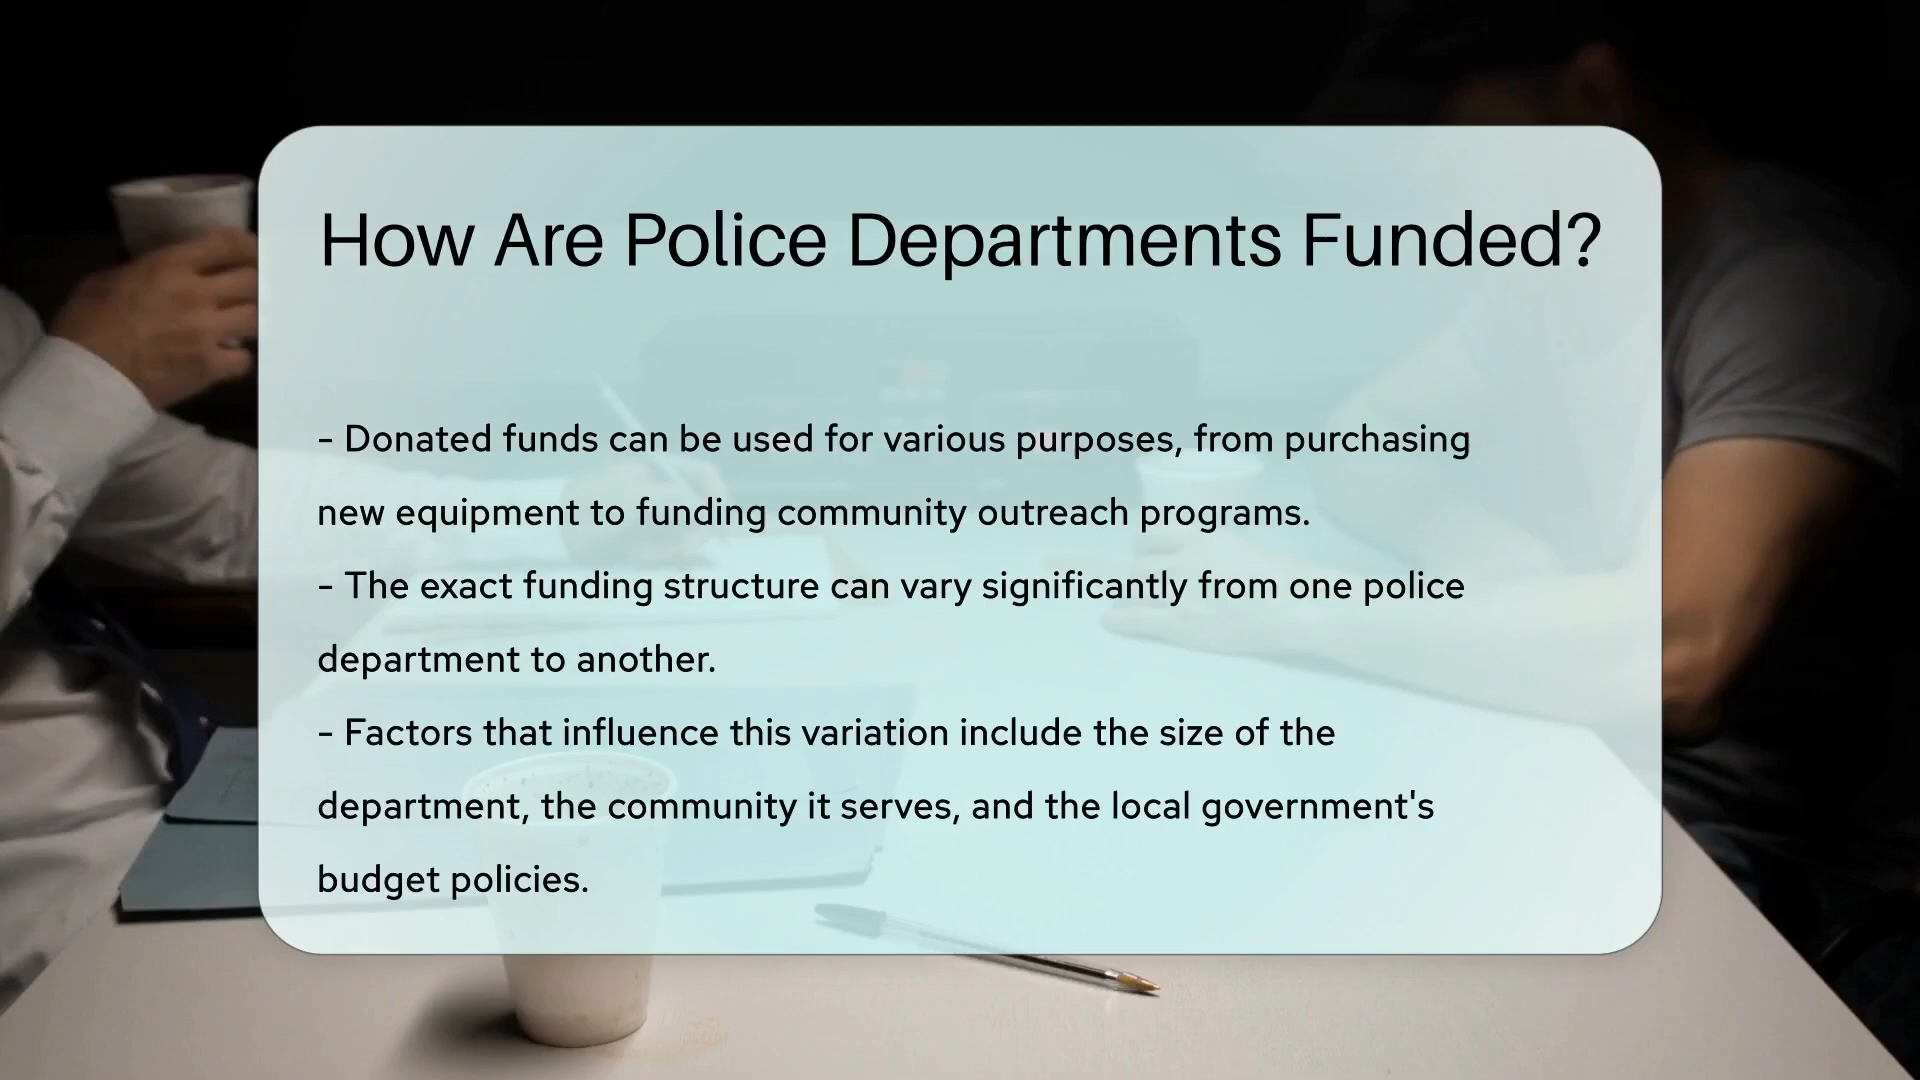 How Are Police Departments Funded?
- Donated funds can be used for various purposes, from purchasing
new equipment to funding community outreach programs.
- The exact funding structure can vary significantly from one police
department to another.
- Factors that influence this variation include the size of the
department, the community it serves, and the local government's
budget policies.